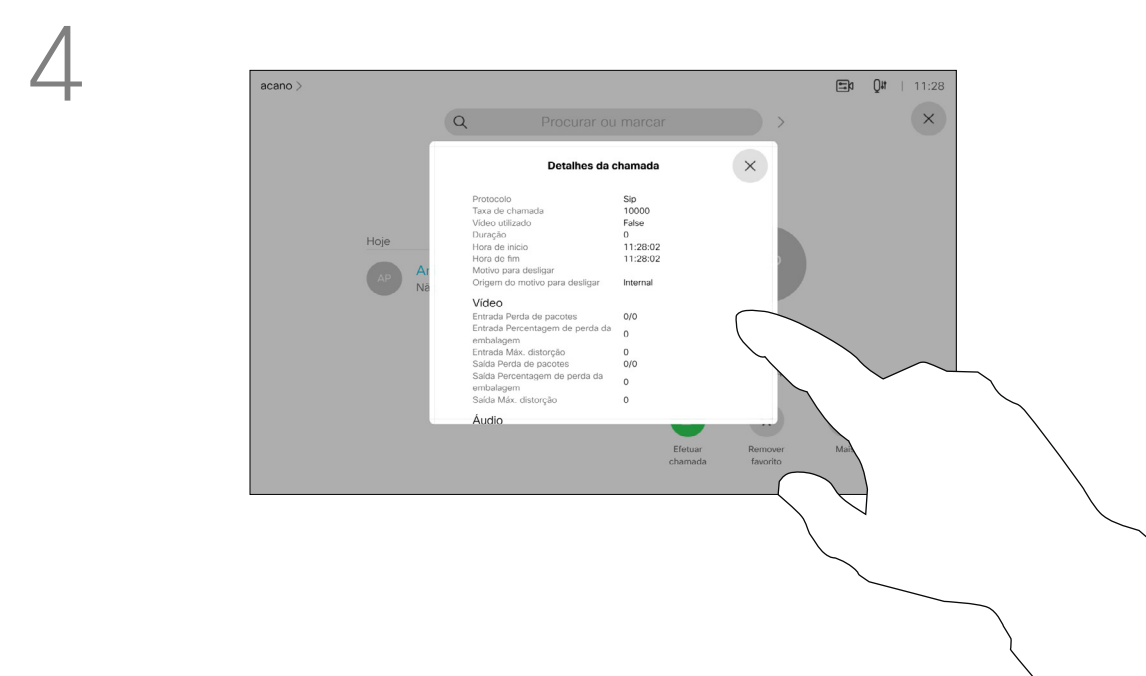 4
acano >
11:28
Procurar ou marcar
Detalhes da chamada
Protocolo Sip
Taxa de chamada 10000
Vídeo utilizado False
Duração 0
Hora de início 11:28:02
Hora de fim 11:28:02
Motivo para desligar
Origem do motivo para desligar Internal
Vídeo
Entrada Perda de pacotes 0/0
Entrada Percentagem de perda da
embalagem 0
Entrada Máx. distorção 0
Saída Perda de pacotes 0/0
Saída Percentagem de perda da
embalagem 0
Saída Máx. distorção 0
Áudio
Hoje
AP
Efetuar
chamada
Remover
favorito